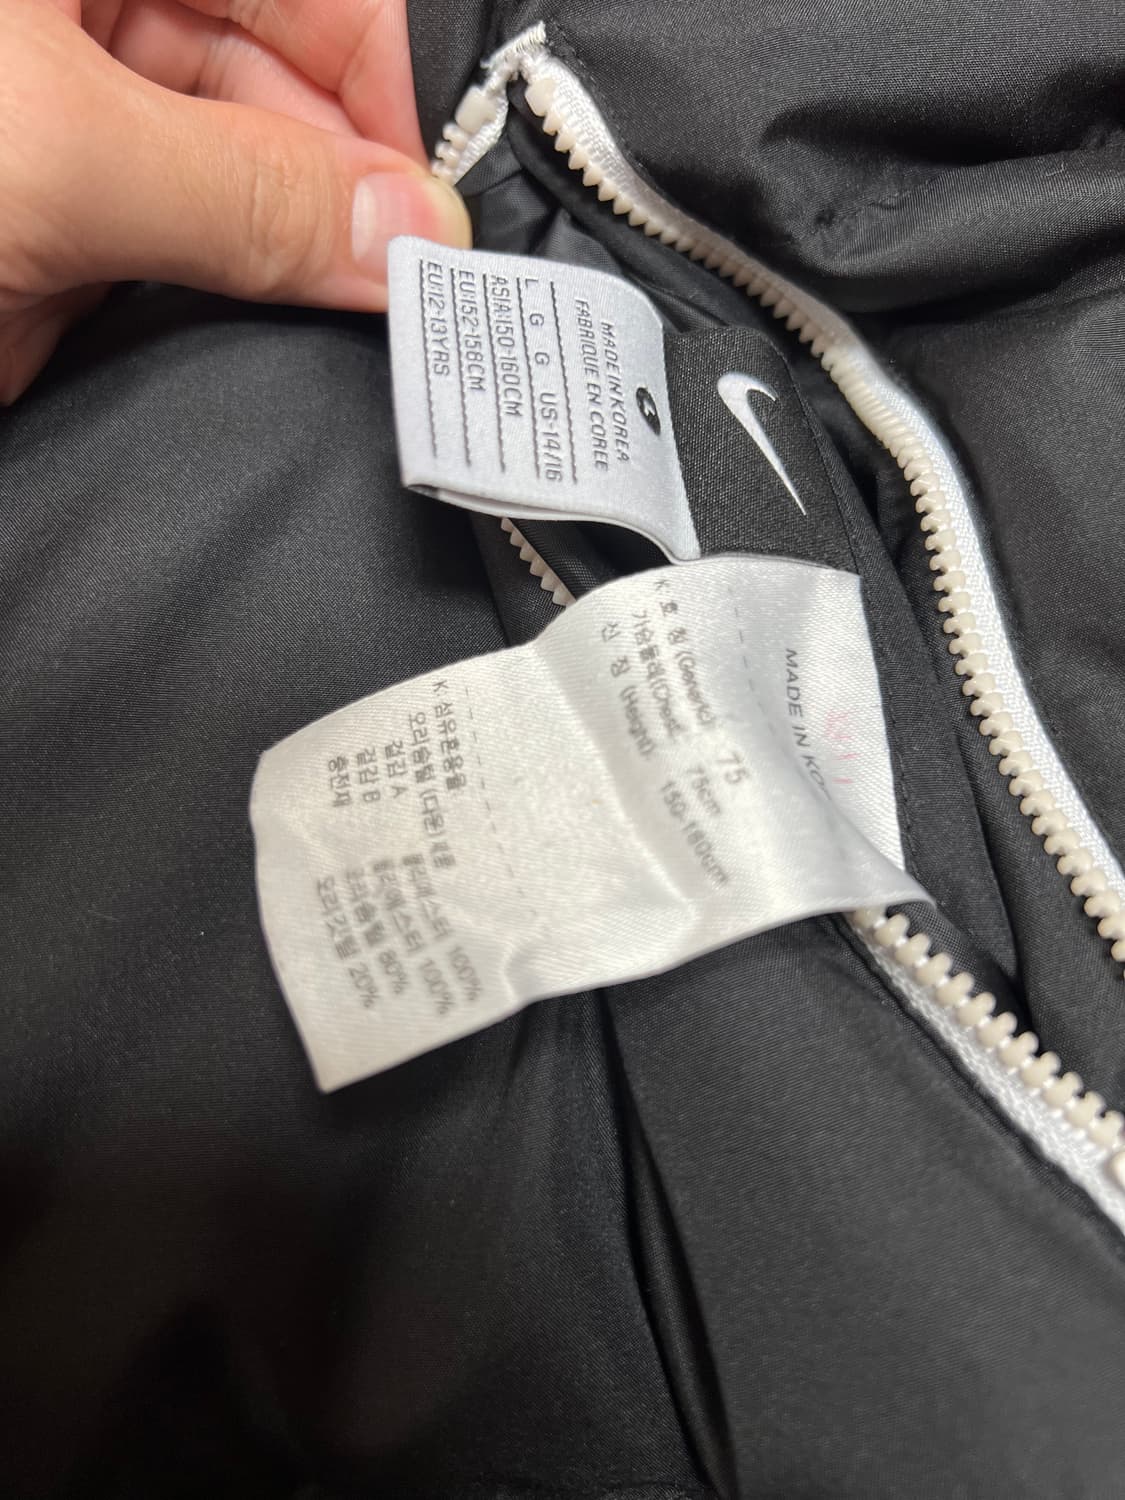 3
MADE IN KOREA
FABRIQUE EN COREE
L G G US-14/16
ASIA:150-160CM
EU:152-158CM
EU:12-13YRS
MADE IN KO
K 호 칭 (Generic) 75
가슴둘레(Chest) 75cm
신 장 (Height) 150-160cm
K 섬유혼용율
오리솜털 (다운) 제품
겉감 A 폴리에스터 100%
겉감 B 폴리에스터 100%
충전재 오리솜털 80%
오리깃털 20%